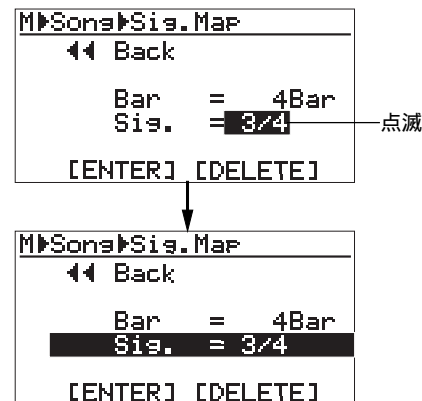 M▶Song▶Sig.Map
◀◀ Back
Bar = 4Bar
Sig. = 3/4 点滅
[ENTER] [DELETE]
M▶Song▶Sig.Map
◀◀ Back
Bar = 4Bar
Sig. = 3/4
[ENTER] [DELETE]